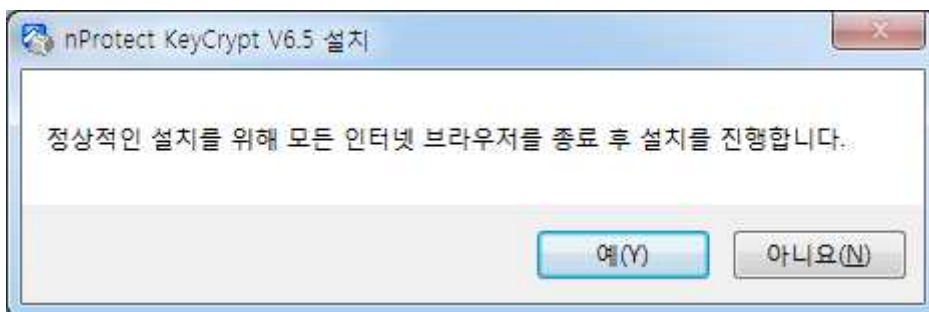 nProtect KeyCrypt V6.5 설치
정상적인 설치를 위해 모든 인터넷 브라우저를 종료 후 설치를 진행합니다.
예(Y) 아니요(N)